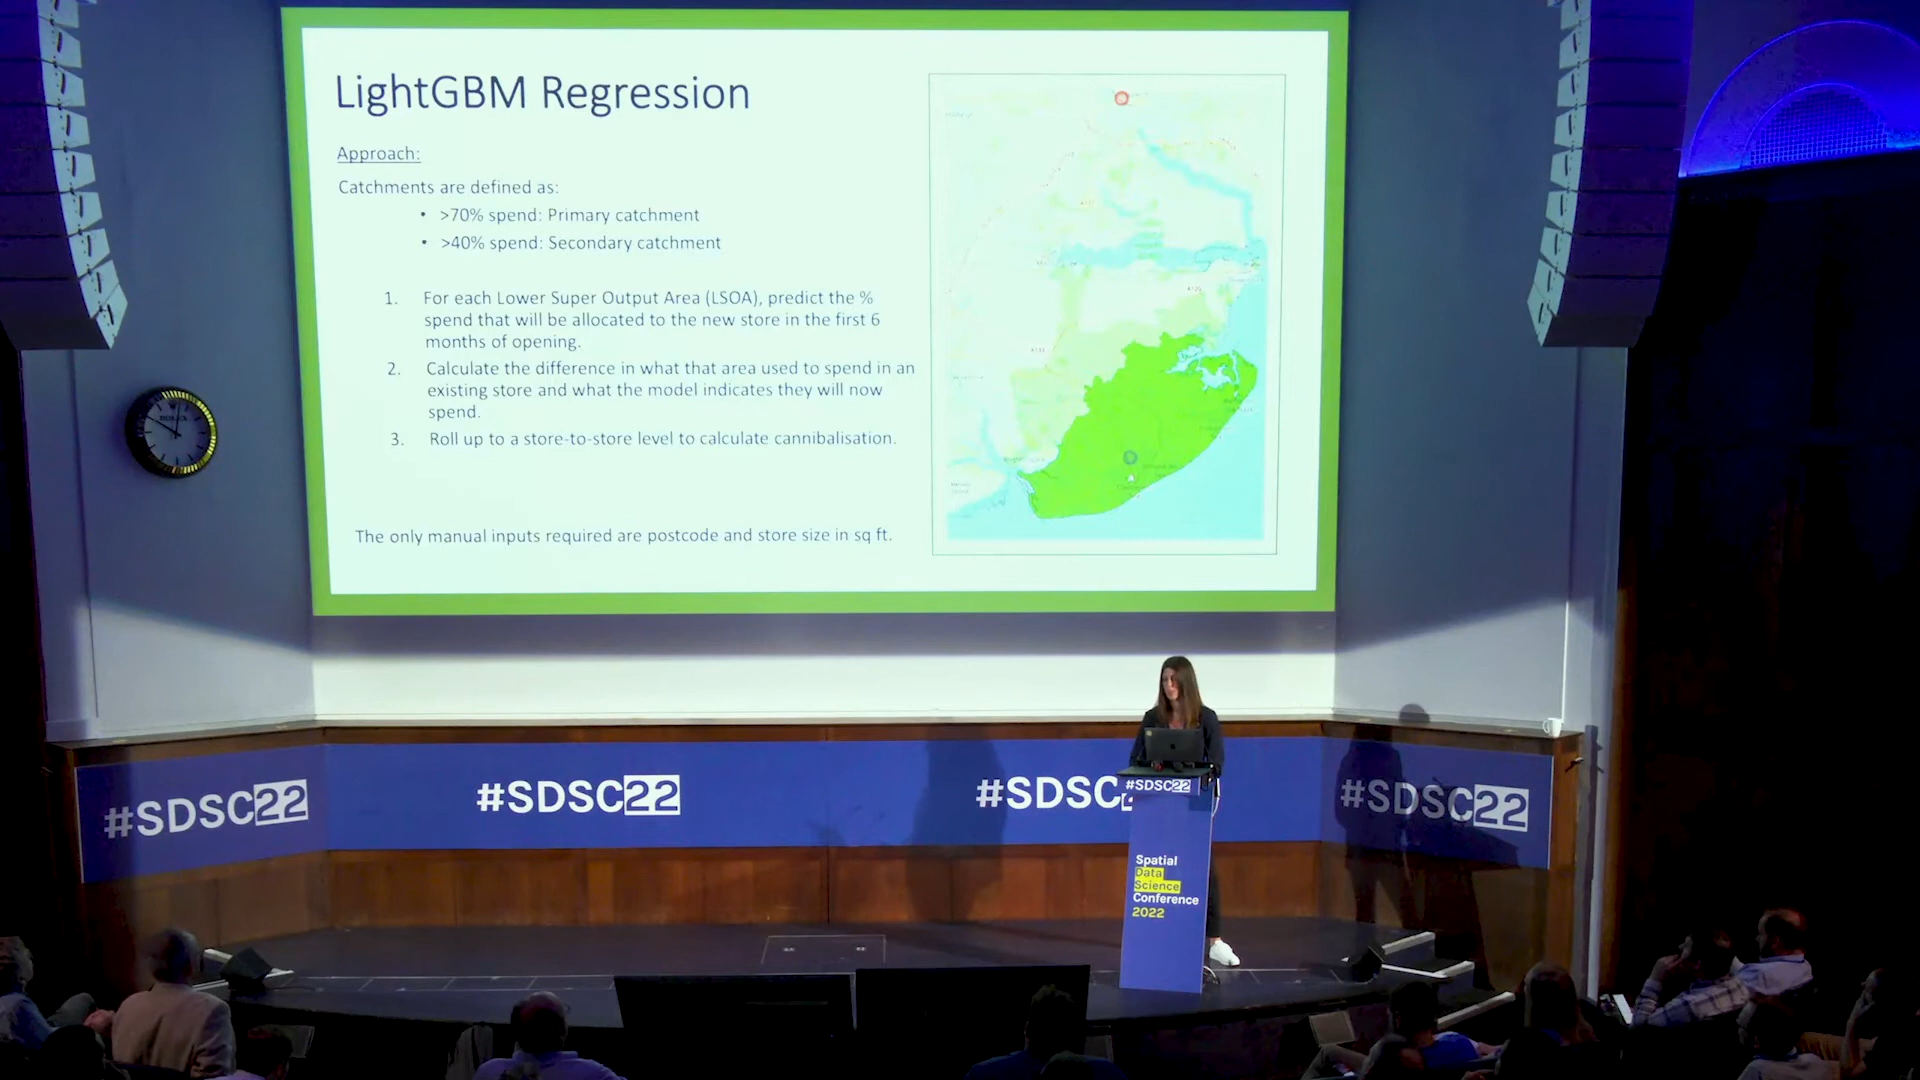 LightGBM Regression
Approach:
Catchments are defined as:
• >70% spend: Primary catchment
• >40% spend: Secondary catchment
1. For each Lower Super Output Area (LSOA), predict the %
spend that will be allocated to the new store in the first 6
months of opening.
2. Calculate the difference in what that area used to spend in an
existing store and what the model indicates they will now
spend.
3. Roll up to a store-to-store level to calculate cannibalisation.
The only manual inputs required are postcode and store size in sq ft.
#SDSC22
#SDSC22
#SDSC
#SDSC22
#SDSC22
Spatial
Data
Science
Conference
2022